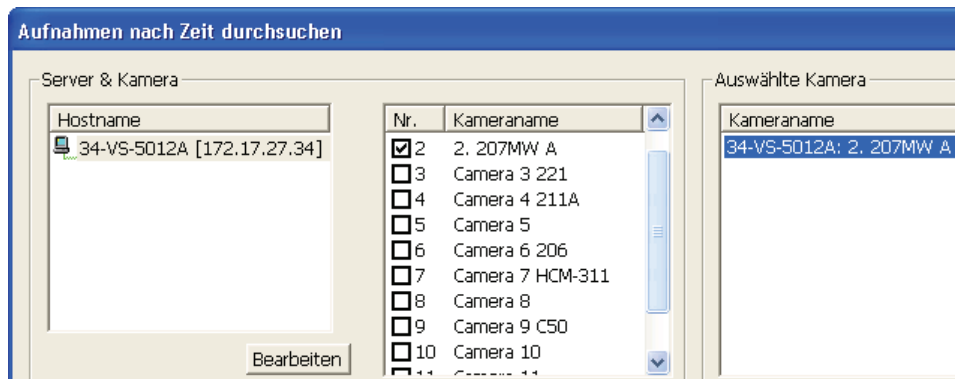 Aufnahmen nach Zeit durchsuchen
Server & Kamera
Hostname
34-VS-5012A [172.17.27.34]
Bearbeiten
Nr. Kameraname
2 2. 207MW A
3 Camera 3 221
4 Camera 4 211A
5 Camera 5
6 Camera 6 206
7 Camera 7 HCM-311
8 Camera 8
9 Camera 9 C50
10 Camera 10
Auswählte Kamera
Kameraname
34-VS-5012A: 2. 207MW A